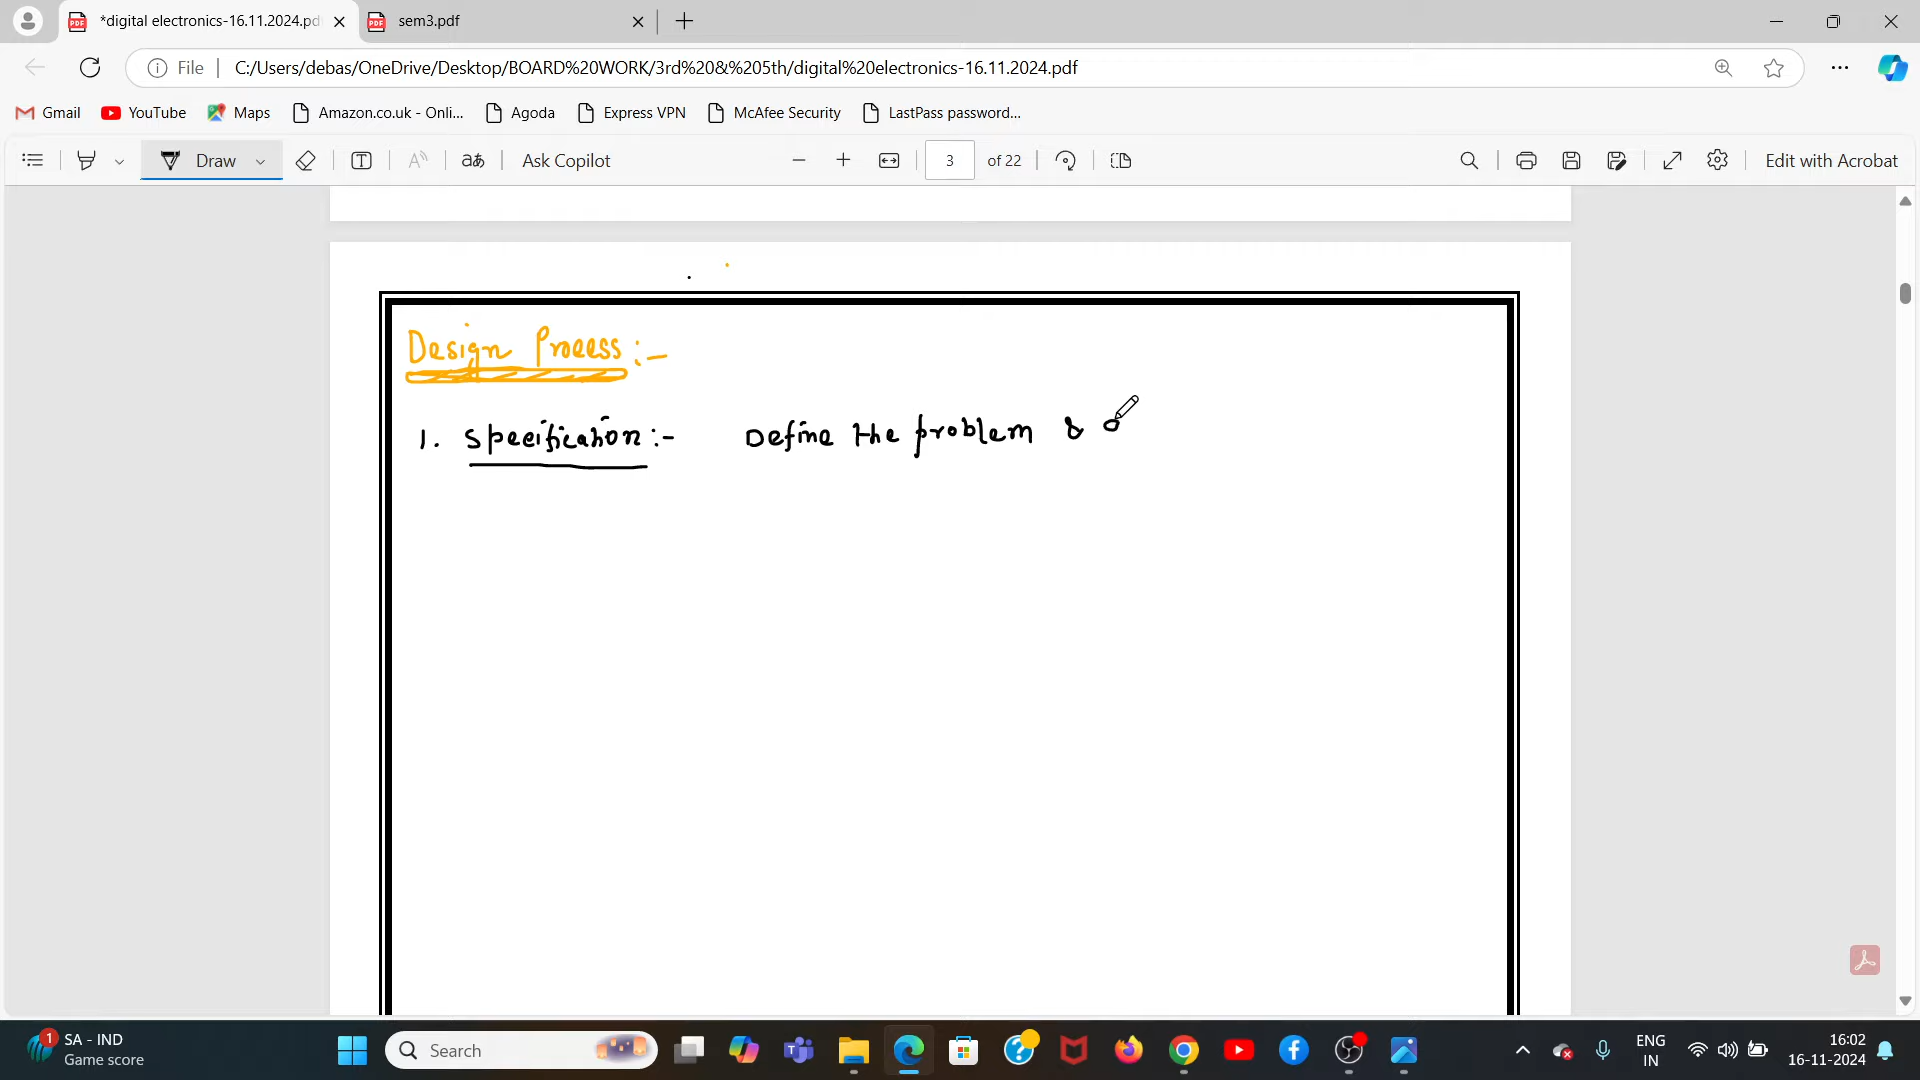 *digital electronics-16.11.2024.pd
sem3.pdf
File
C:/Users/debas/OneDrive/Desktop/BOARD%20WORK/3rd%20&%205th/digital%20electronics-16.11.2024.pdf
Gmail
YouTube
Maps
Amazon.co.uk - Onli...
Agoda
Express VPN
McAfee Security
LastPass password...
Draw
aあ
Ask Copilot
3
of 22
Edit with Acrobat
Design Process :-
1. Specification :- Define the problem &
1
SA - IND
Game score
Search
ENG
IN
16:02
16-11-2024